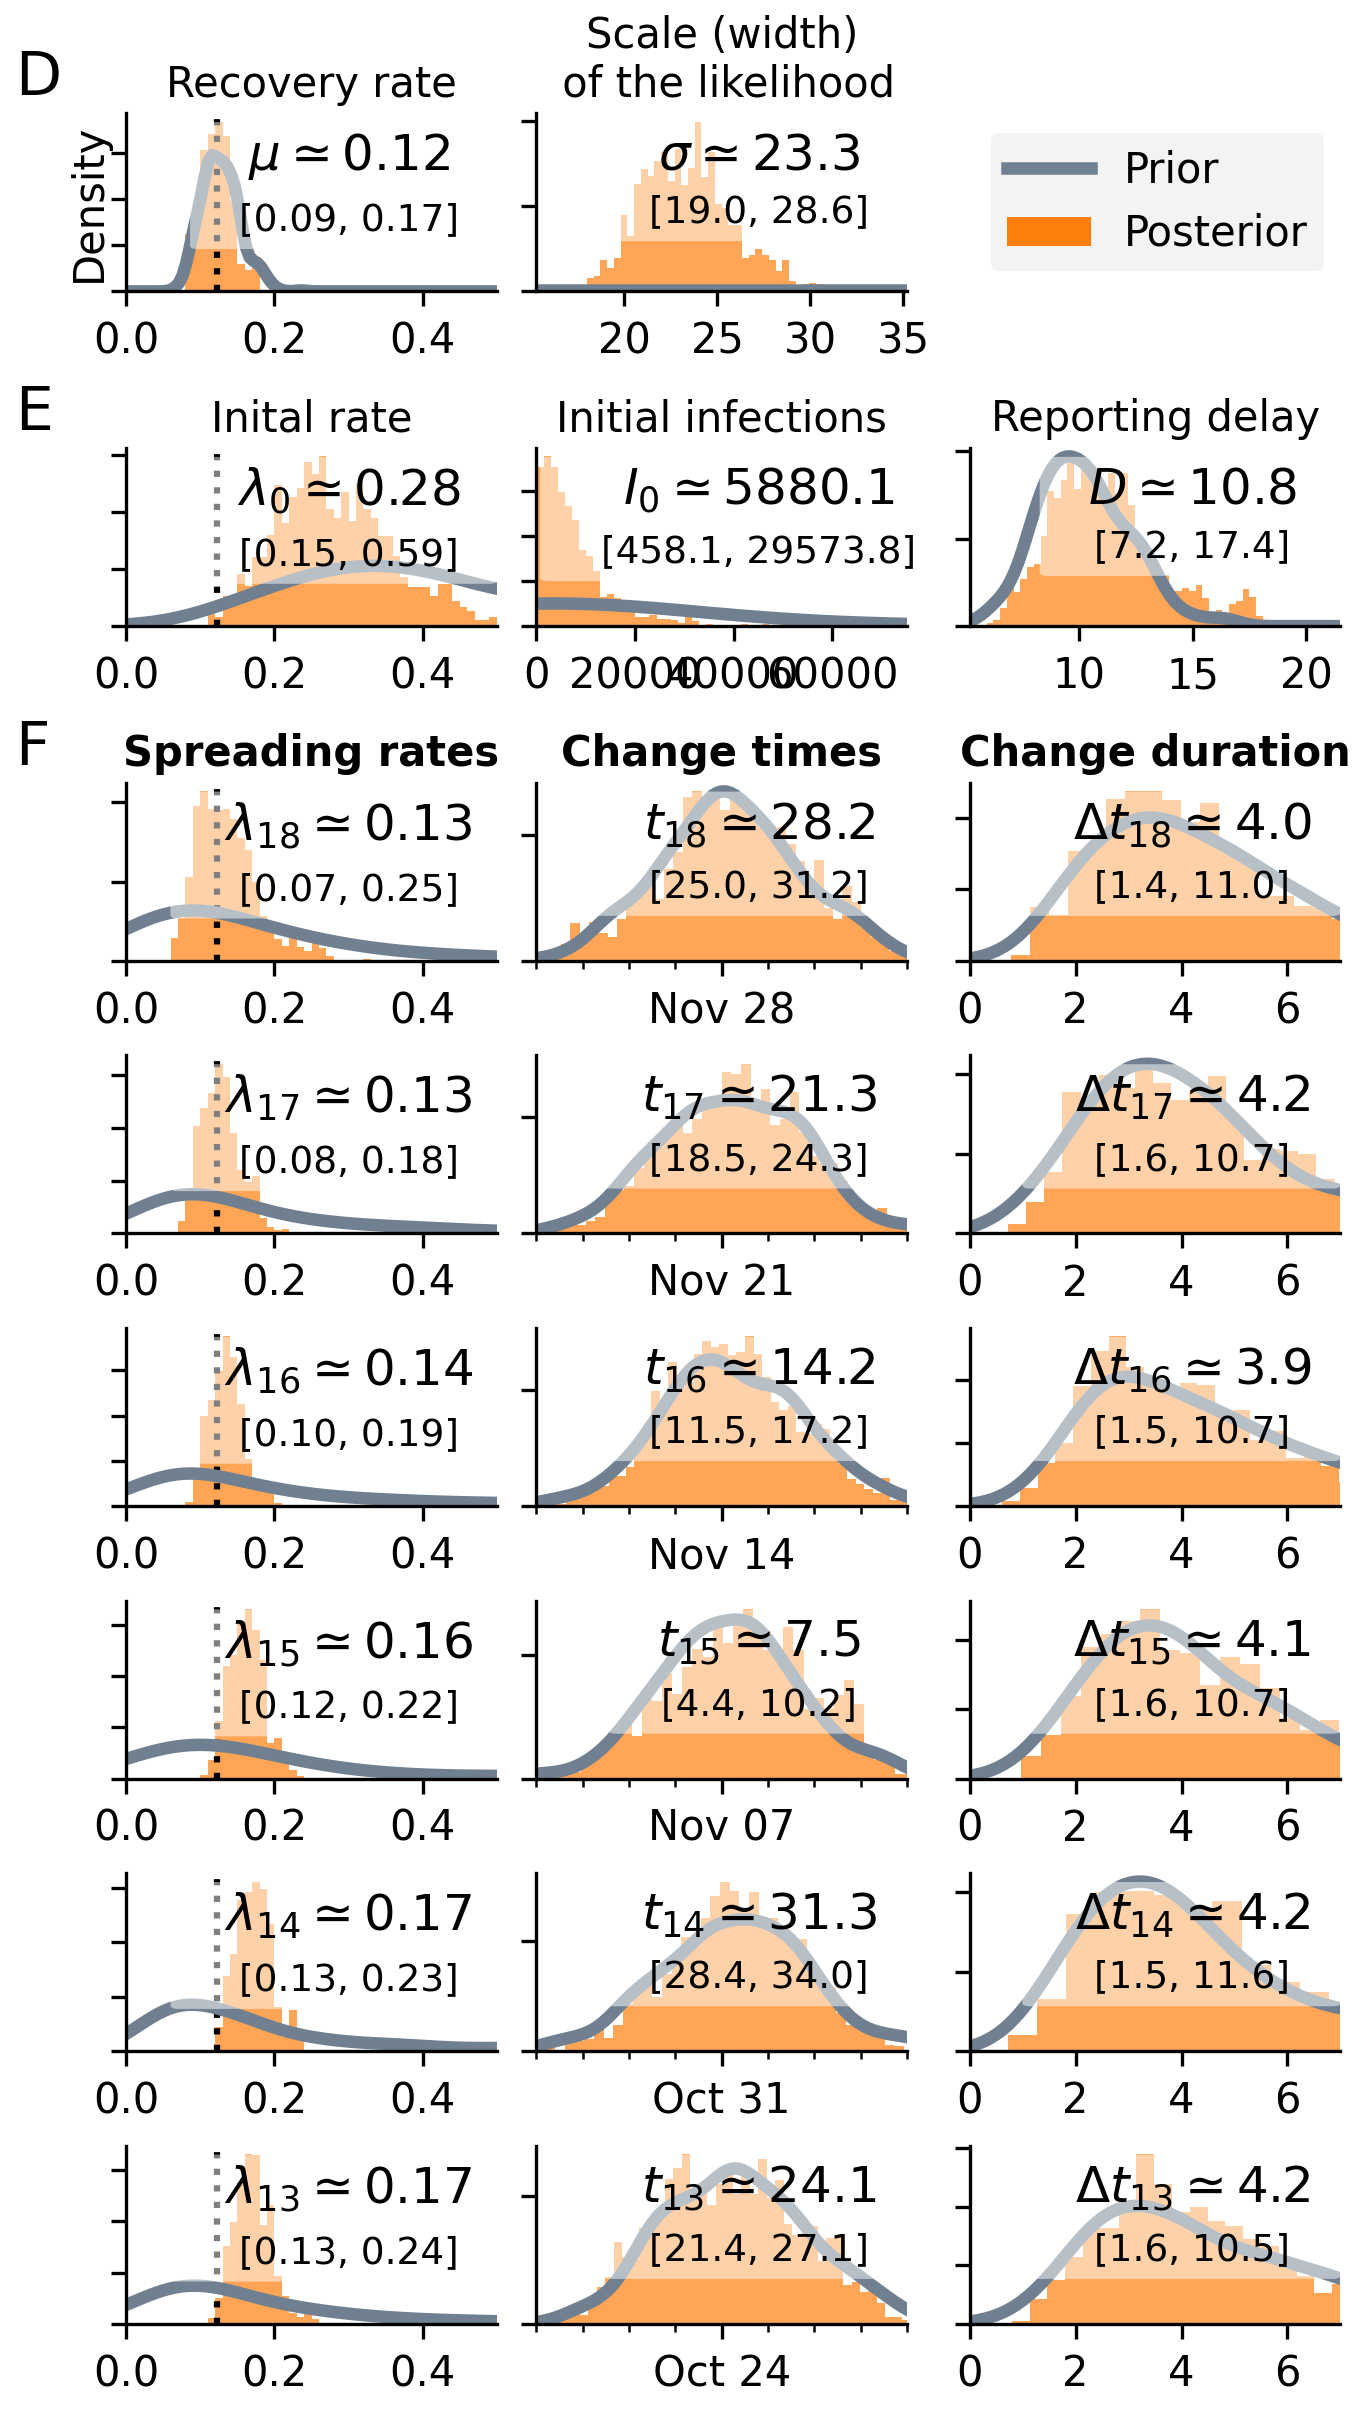 D
Recovery rate
Scale (width)
of the likelihood
Density
μ ≃ 0.12
[0.09, 0.17]
σ ≃ 23.3
[19.0, 28.6]
Prior
Posterior
0.0 0.2 0.4
20 25 30 35
E
Inital rate
Initial infections
Reporting delay
λ0 ≃ 0.28
[0.15, 0.59]
I0 ≃ 5880.1
[458.1, 29573.8]
D ≃ 10.8
[7.2, 17.4]
0.0 0.2 0.4
0 20000 40000 60000
10 15 20
F
Spreading rates
Change times
Change duration
λ18 ≃ 0.13
[0.07, 0.25]
t18 ≃ 28.2
[25.0, 31.2]
Δt18 ≃ 4.0
[1.4, 11.0]
0.0 0.2 0.4
Nov 28
0 2 4 6
λ17 ≃ 0.13
[0.08, 0.18]
t17 ≃ 21.3
[18.5, 24.3]
Δt17 ≃ 4.2
[1.6, 10.7]
0.0 0.2 0.4
Nov 21
0 2 4 6
λ16 ≃ 0.14
[0.10, 0.19]
t16 ≃ 14.2
[11.5, 17.2]
Δt16 ≃ 3.9
[1.5, 10.7]
0.0 0.2 0.4
Nov 14
0 2 4 6
λ15 ≃ 0.16
[0.12, 0.22]
t15 ≃ 7.5
[4.4, 10.2]
Δt15 ≃ 4.1
[1.6, 10.7]
0.0 0.2 0.4
Nov 07
0 2 4 6
λ14 ≃ 0.17
[0.13, 0.23]
t14 ≃ 31.3
[28.4, 34.0]
Δt14 ≃ 4.2
[1.5, 11.6]
0.0 0.2 0.4
Oct 31
0 2 4 6
λ13 ≃ 0.17
[0.13, 0.24]
t13 ≃ 24.1
[21.4, 27.1]
Δt13 ≃ 4.2
[1.6, 10.5]
0.0 0.2 0.4
Oct 24
0 2 4 6